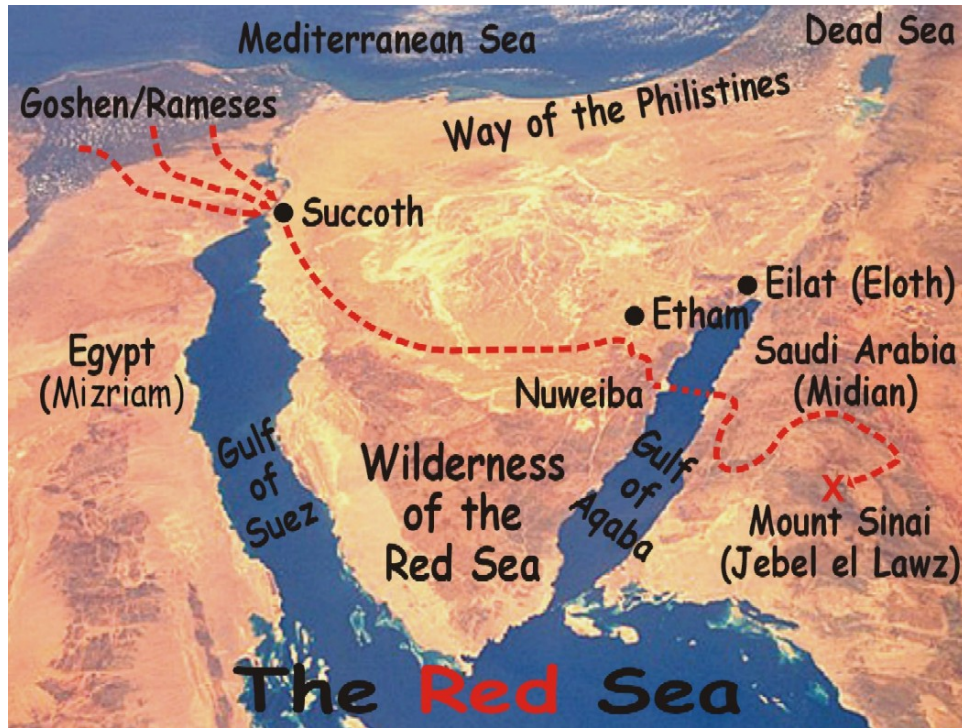 Mediterranean Sea
Dead Sea
Goshen/Rameses
Way of the Philistines
Succoth
Eilat (Eloth)
Etham
Egypt
(Mizriam)
Saudi Arabia
(Midian)
Nuweiba
Gulf
of
Suez
Wilderness
of the
Red Sea
Gulf
of
Aqaba
X
Mount Sinai
(Jebel el Lawz)
The Red Sea